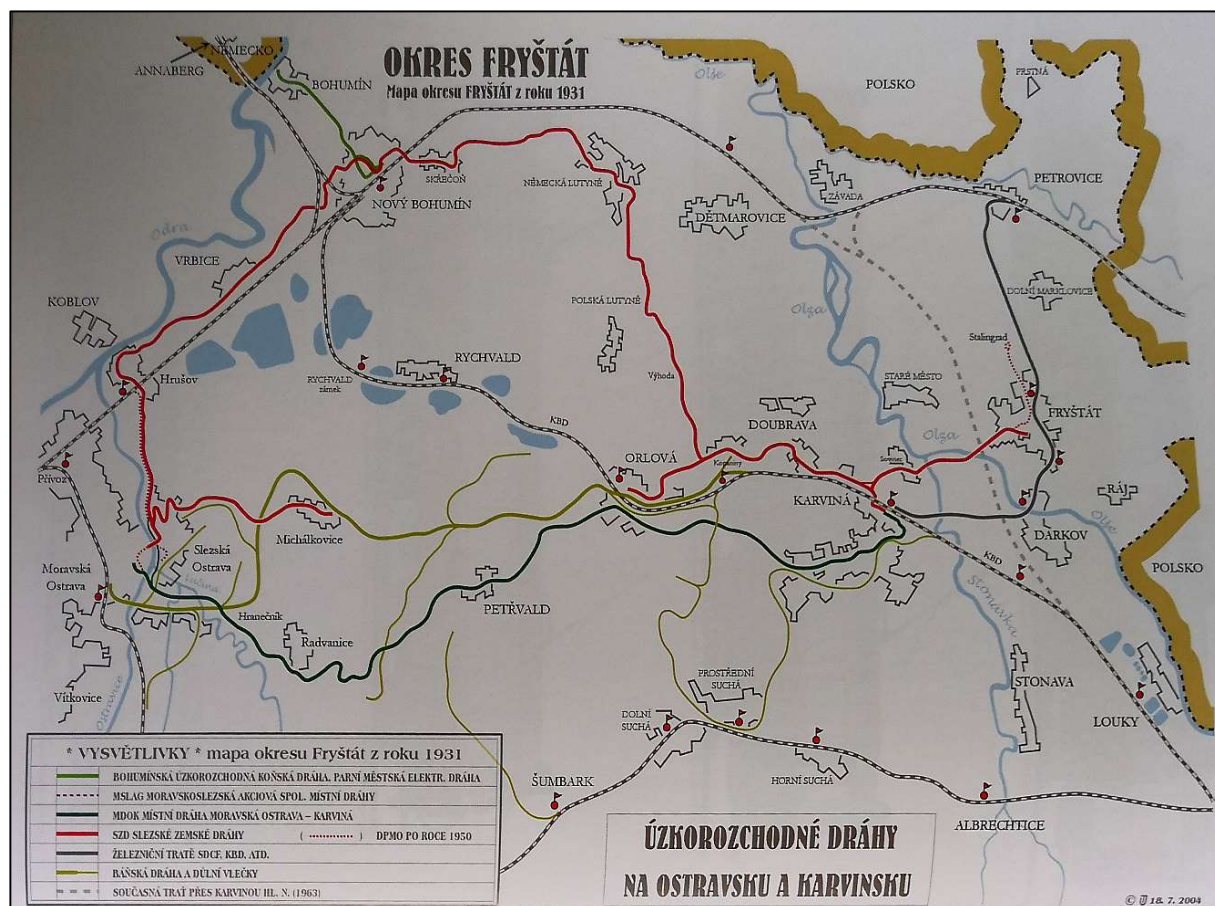 OKRES FRYŠTÁT
Mapa okresu FRYŠTÁT z roku 1931
NĚMECKO
ANNABERG
BOHUMÍN
Olše
POLSKO
PRSTNÁ
SKŘEČOŇ
NĚMECKÁ LUTYNĚ
ZÁVADA
PETROVICE
NOVÝ BOHUMÍN
DĚTMAROVICE
Odra
VRBICE
KOBLOV
POLSKÁ LUTYNĚ
Olza
DOLNÍ MARKLOVICE
Stalingrad
Hrušov
RYCHVALD
zámek
RYCHVALD
Výhoda
STARÉ MĚSTO
FRYŠTÁT
KBD
DOUBRAVA
Olza
Přívoz
ORLOVÁ
Kopaniny
Sovinec
KARVINÁ
RÁJ
Olše
Michálkovice
DARKOV
Slezská
Ostrava
Moravská
Ostrava
Lučina
KBD
POLSKO
Hranečník
PETŘVALD
Radvanice
Stonávka
Vítkovice
Ostravice
PROSTŘEDNÍ
SUCHÁ
STONAVA
LOUKY
DOLNÍ
SUCHÁ
HORNÍ SUCHÁ
ŠUMBARK
ALBRECHTICE
* VYSVĚTLIVKY * mapa okresu Fryštát z roku 1931
BOHUMÍNSKÁ ÚZKOROZCHODNÁ KOŇSKÁ DRÁHA, PARNÍ MĚSTSKÁ ELEKTR. DRÁHA
MSLAG MORAVSKOSLEZSKÁ AKCIOVÁ SPOL. MÍSTNÍ DRÁHY
MDOK MÍSTNÍ DRÁHA MORAVSKÁ OSTRAVA – KARVINÁ
SZD SLEZSKÉ ZEMSKÉ DRÁHY ( ) DPMO PO ROCE 1950
ŽELEZNIČNÍ TRATĚ SDCF, KBD, ATD.
BÁŇSKÁ DRÁHA A DŮLNÍ VLEČKY
SOUČASNÁ TRAŤ PŘES KARVINOU HL. N. (1963)
ÚZKOROZCHODNÉ DRÁHY
NA OSTRAVSKU A KARVINSKU
© IJ 18. 7. 2004